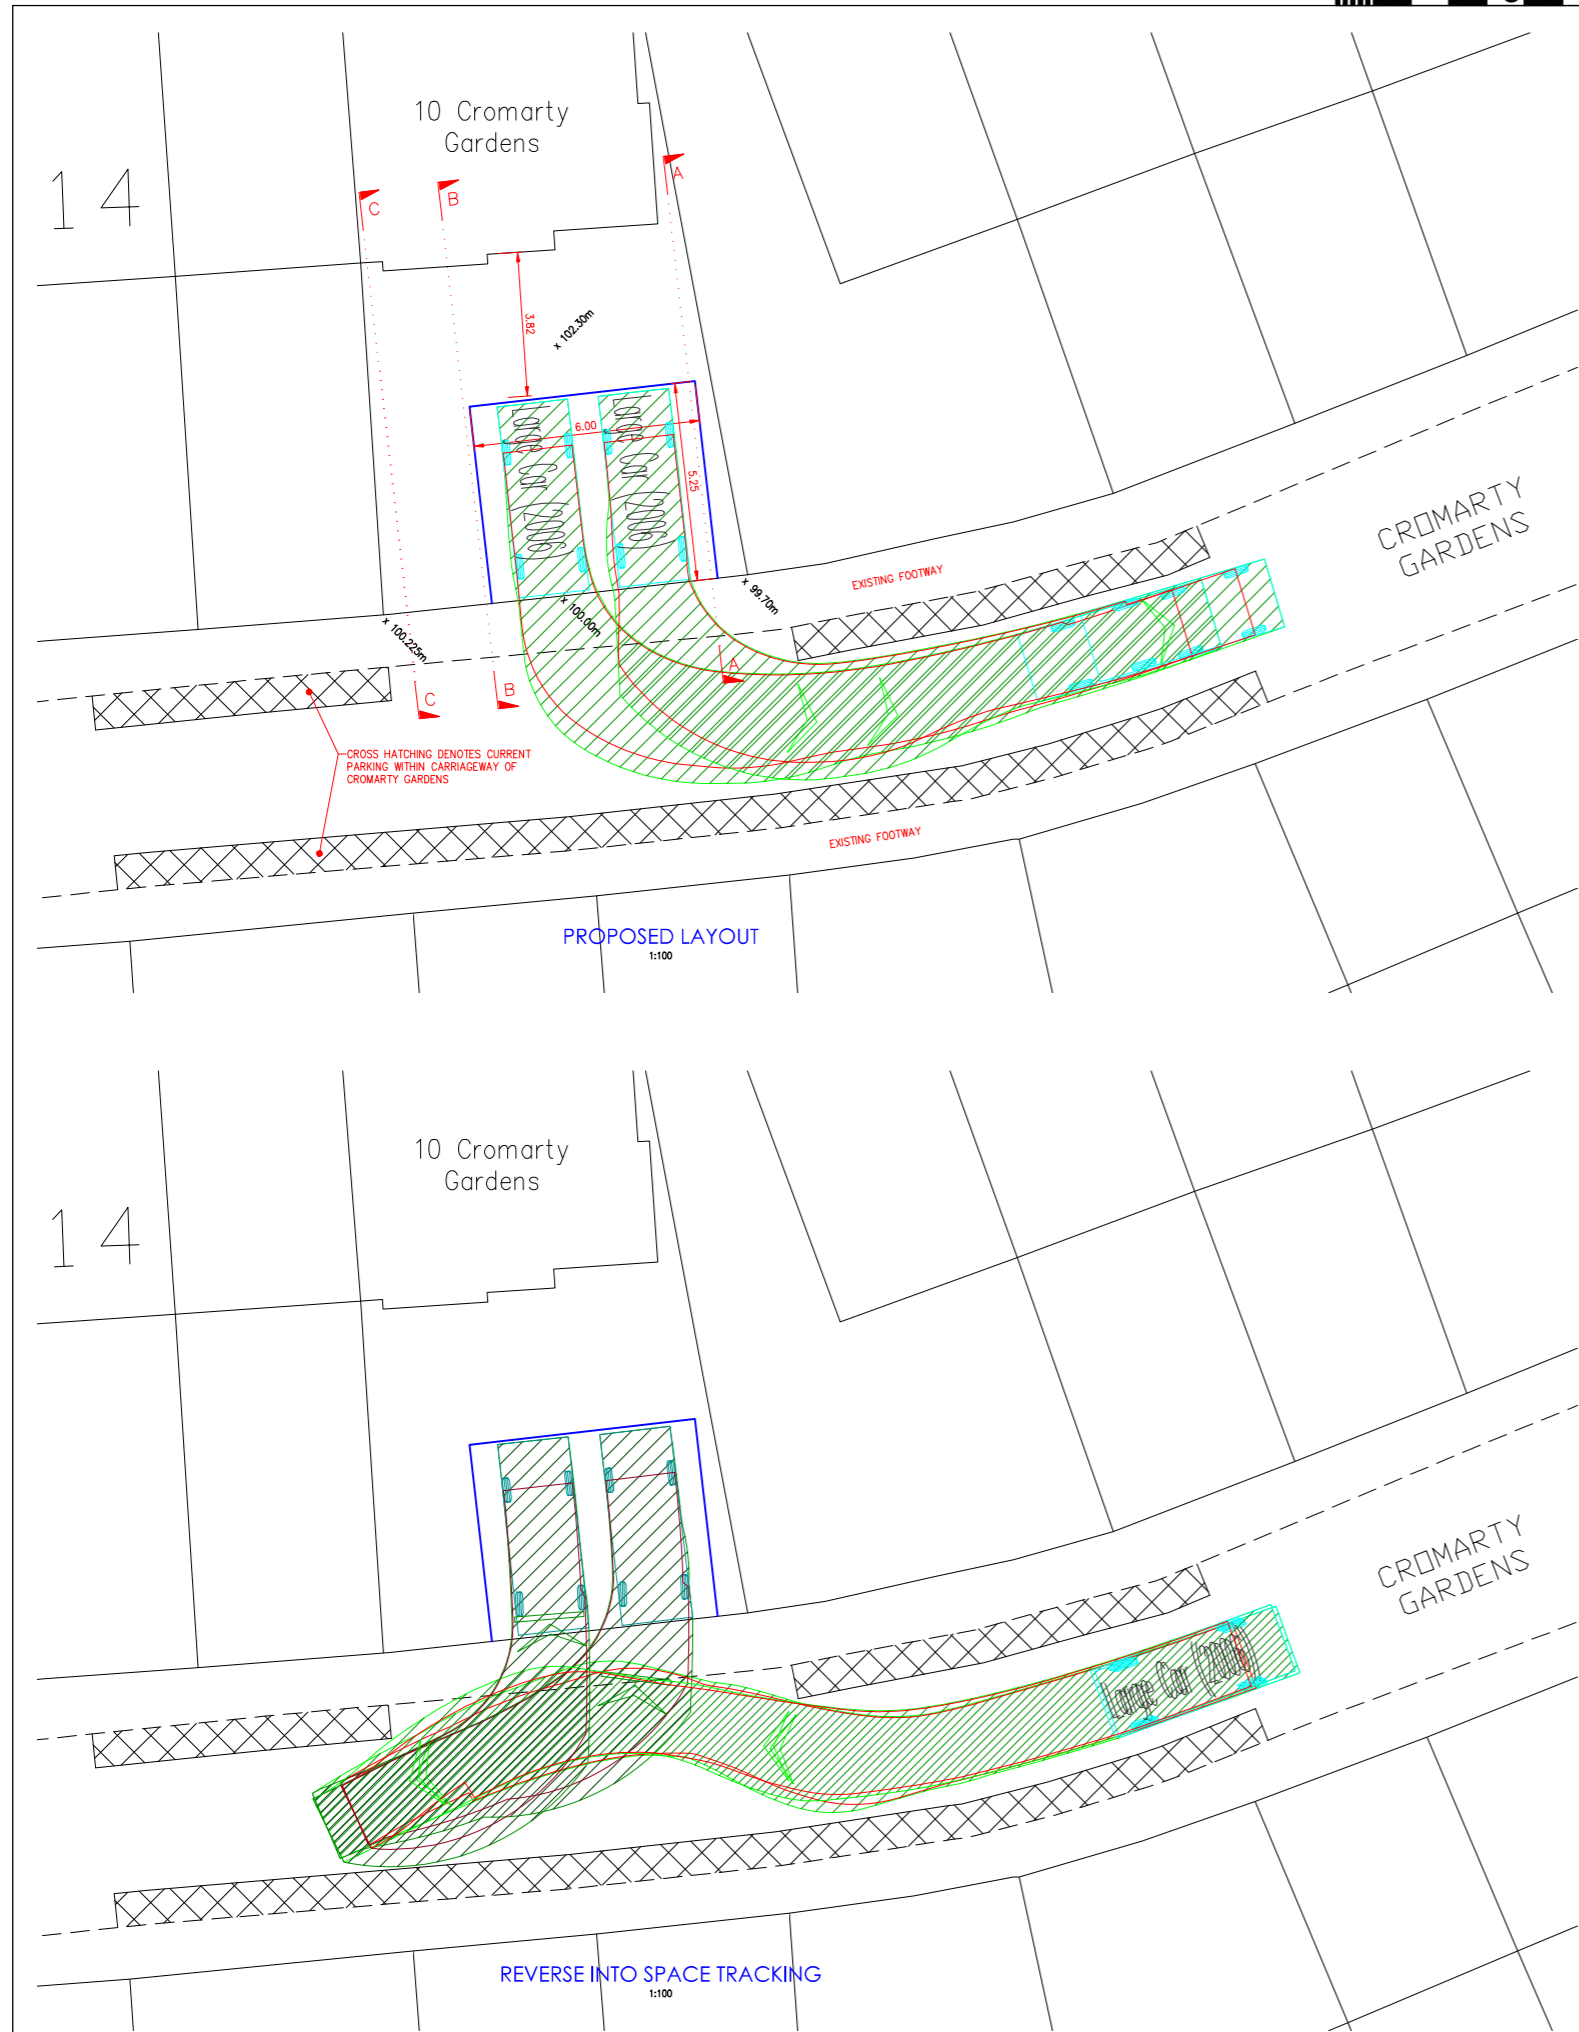 10 Cromarty
Gardens
14
C
B
A
3.82
x 102.30m
6.00
5.25
Large Car (2006)
Large Car (2006)
CROMARTY
GARDENS
EXISTING FOOTWAY
x 99.70m
x 100.00m
x 100.225m
A
B
C
CROSS HATCHING DENOTES CURRENT
PARKING WITHIN CARRIAGEWAY OF
CROMARTY GARDENS
EXISTING FOOTWAY
PROPOSED LAYOUT
1:100
10 Cromarty
Gardens
14
CROMARTY
GARDENS
Large Car (2006)
REVERSE INTO SPACE TRACKING
1:100